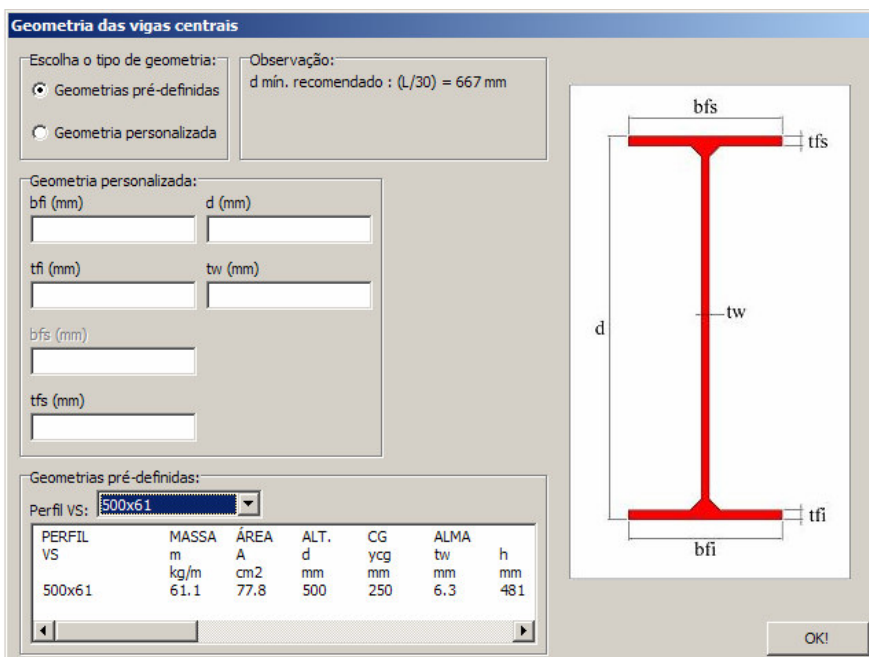 Geometria das vigas centrais
Escolha o tipo de geometria:
Geometrias pré-definidas
Geometria personalizada
Observação:
d mín. recomendado : (L/30) = 667 mm
Geometria personalizada:
bfi (mm) d (mm)
tfi (mm) tw (mm)
bfs (mm)
tfs (mm)
Geometrias pré-definidas:
Perfil VS: 500x61
PERFIL MASSA ÁREA ALT. CG ALMA
VS m A d ycg tw h
kg/m cm2 mm mm mm mm
500x61 61.1 77.8 500 250 6.3 481
bfs
tfs
d
tw
tfi
bfi
OK!